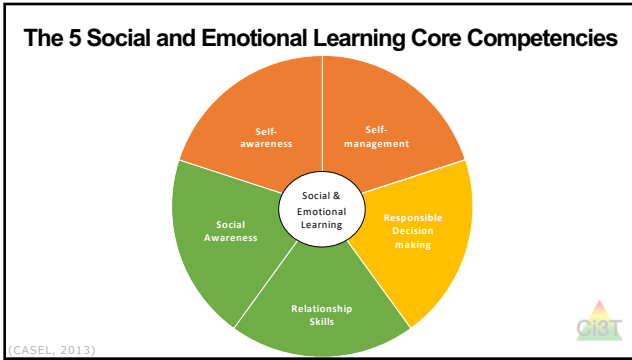 The 5 Social and Emotional Learning Core Competencies
Self-
awareness
Self-
management
Social &
Emotional
Learning
Social
Awareness
Responsible
Decision
making
Relationship
Skills
(CASEL, 2013)
Ci3T